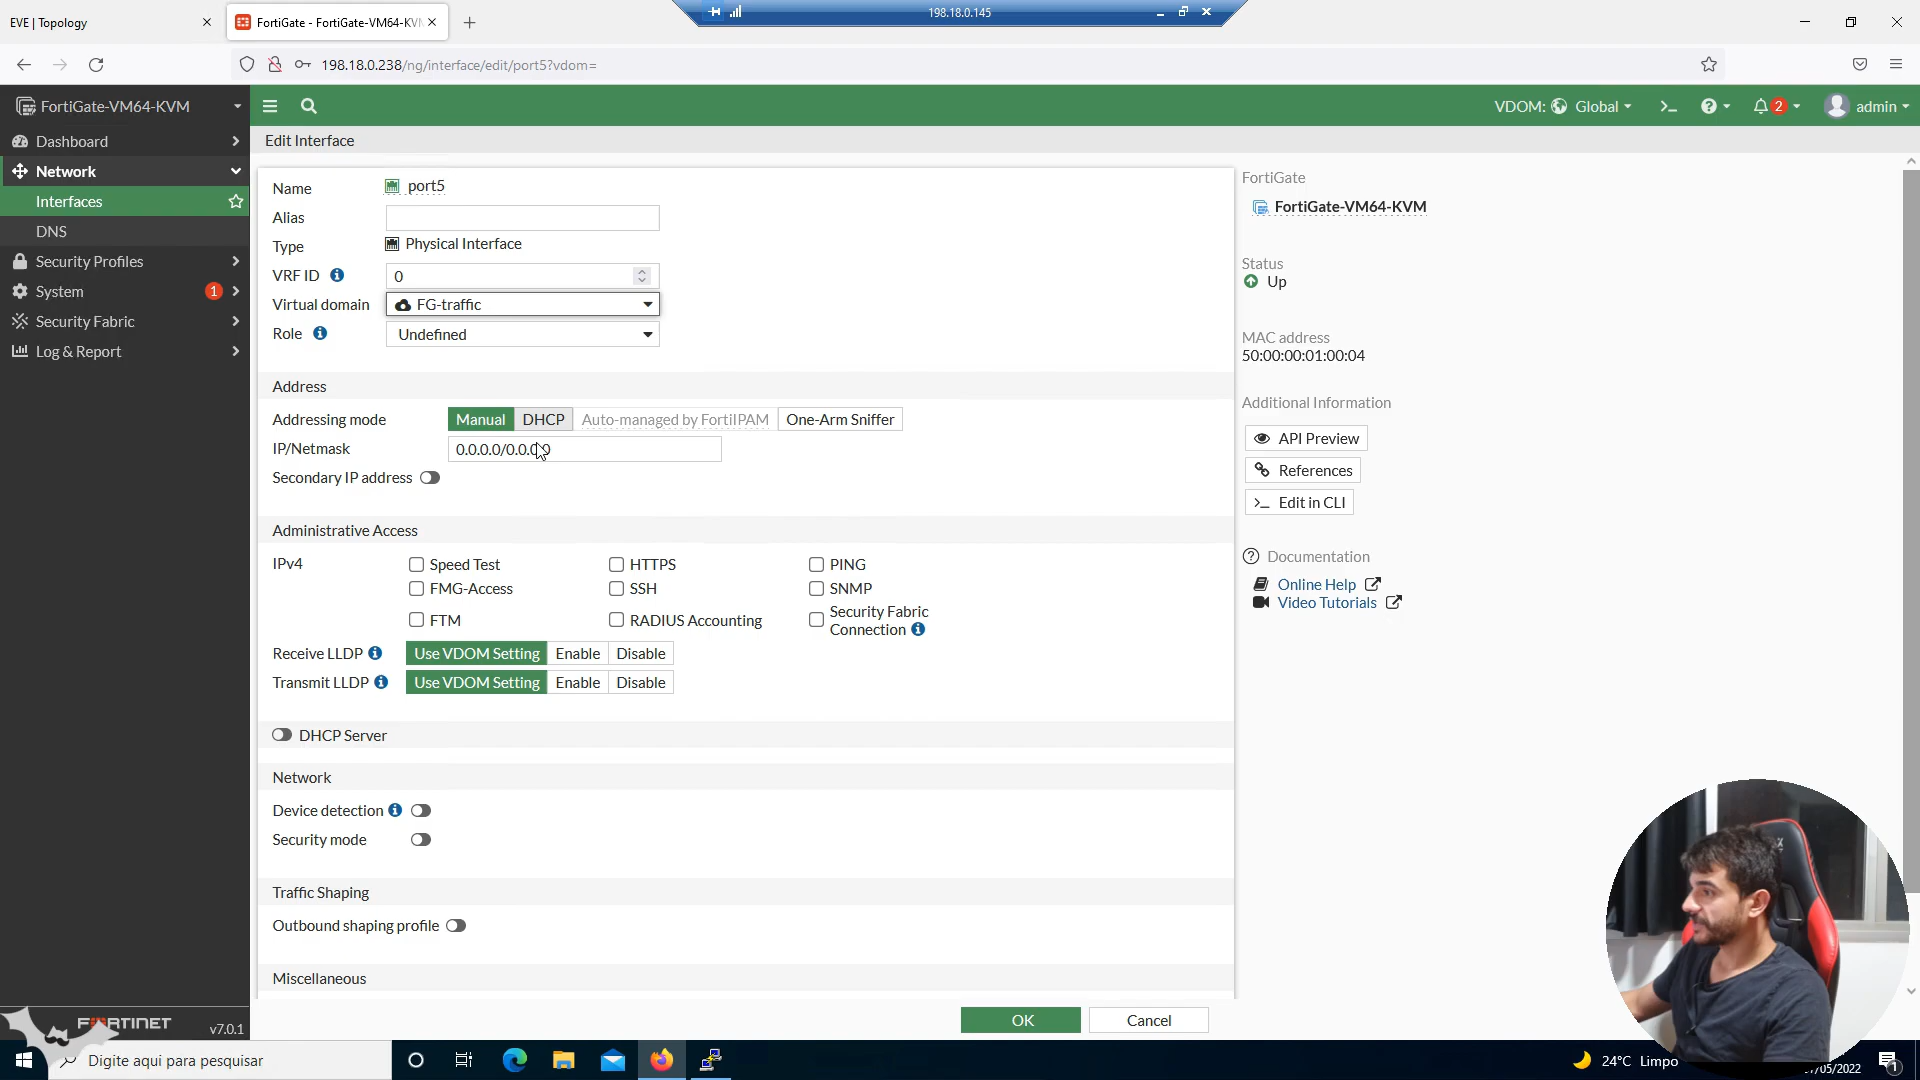 EVE | Topology
FortiGate - FortiGate-VM64-KVM
198.18.0.145
198.18.0.238/ng/interface/edit/port5?vdom=
FortiGate-VM64-KVM
VDOM: Global
2
admin
Dashboard
Network
Interfaces
DNS
Security Profiles
System
1
Security Fabric
Log & Report
Edit Interface
Name
port5
Alias
Type
Physical Interface
VRF ID
0
Virtual domain
FG-traffic
Role
Undefined
Address
Addressing mode
Manual
DHCP
Auto-managed by FortiIPAM
One-Arm Sniffer
IP/Netmask
0.0.0.0/0.0.0.0
Secondary IP address
Administrative Access
IPv4
Speed Test
HTTPS
PING
FMG-Access
SSH
SNMP
FTM
RADIUS Accounting
Security Fabric
Connection
Receive LLDP
Use VDOM Setting
Enable
Disable
Transmit LLDP
Use VDOM Setting
Enable
Disable
DHCP Server
Network
Device detection
Security mode
Traffic Shaping
Outbound shaping profile
Miscellaneous
OK
Cancel
FortiGate
FortiGate-VM64-KVM
Status
Up
MAC address
50:00:00:01:00:04
Additional Information
API Preview
References
Edit in CLI
Documentation
Online Help
Video Tutorials
FORTINET
v7.0.1
Digite aqui para pesquisar
24°C Limpo
/05/2022
1